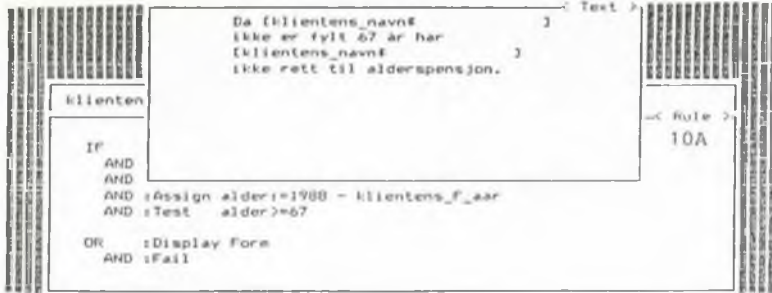 < Text >
Da [klientens_navn# ]
ikke er fylt 67 år har
[klientens_navn# ]
ikke rett til alderspensjon.
klienten
< Rule >
10A
IF
AND
AND
AND :Assign alder:=1988 - klientens_f_aar
AND :Test alder>=67
OR :Display Form
AND :Fail